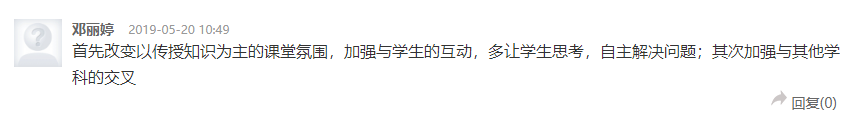 邓丽婷 2019-05-20 10:49
首先改变以传授知识为主的课堂氛围，加强与学生的互动，多让学生思考，自主解决问题；其次加强与其他学
科的交叉
回复(0)